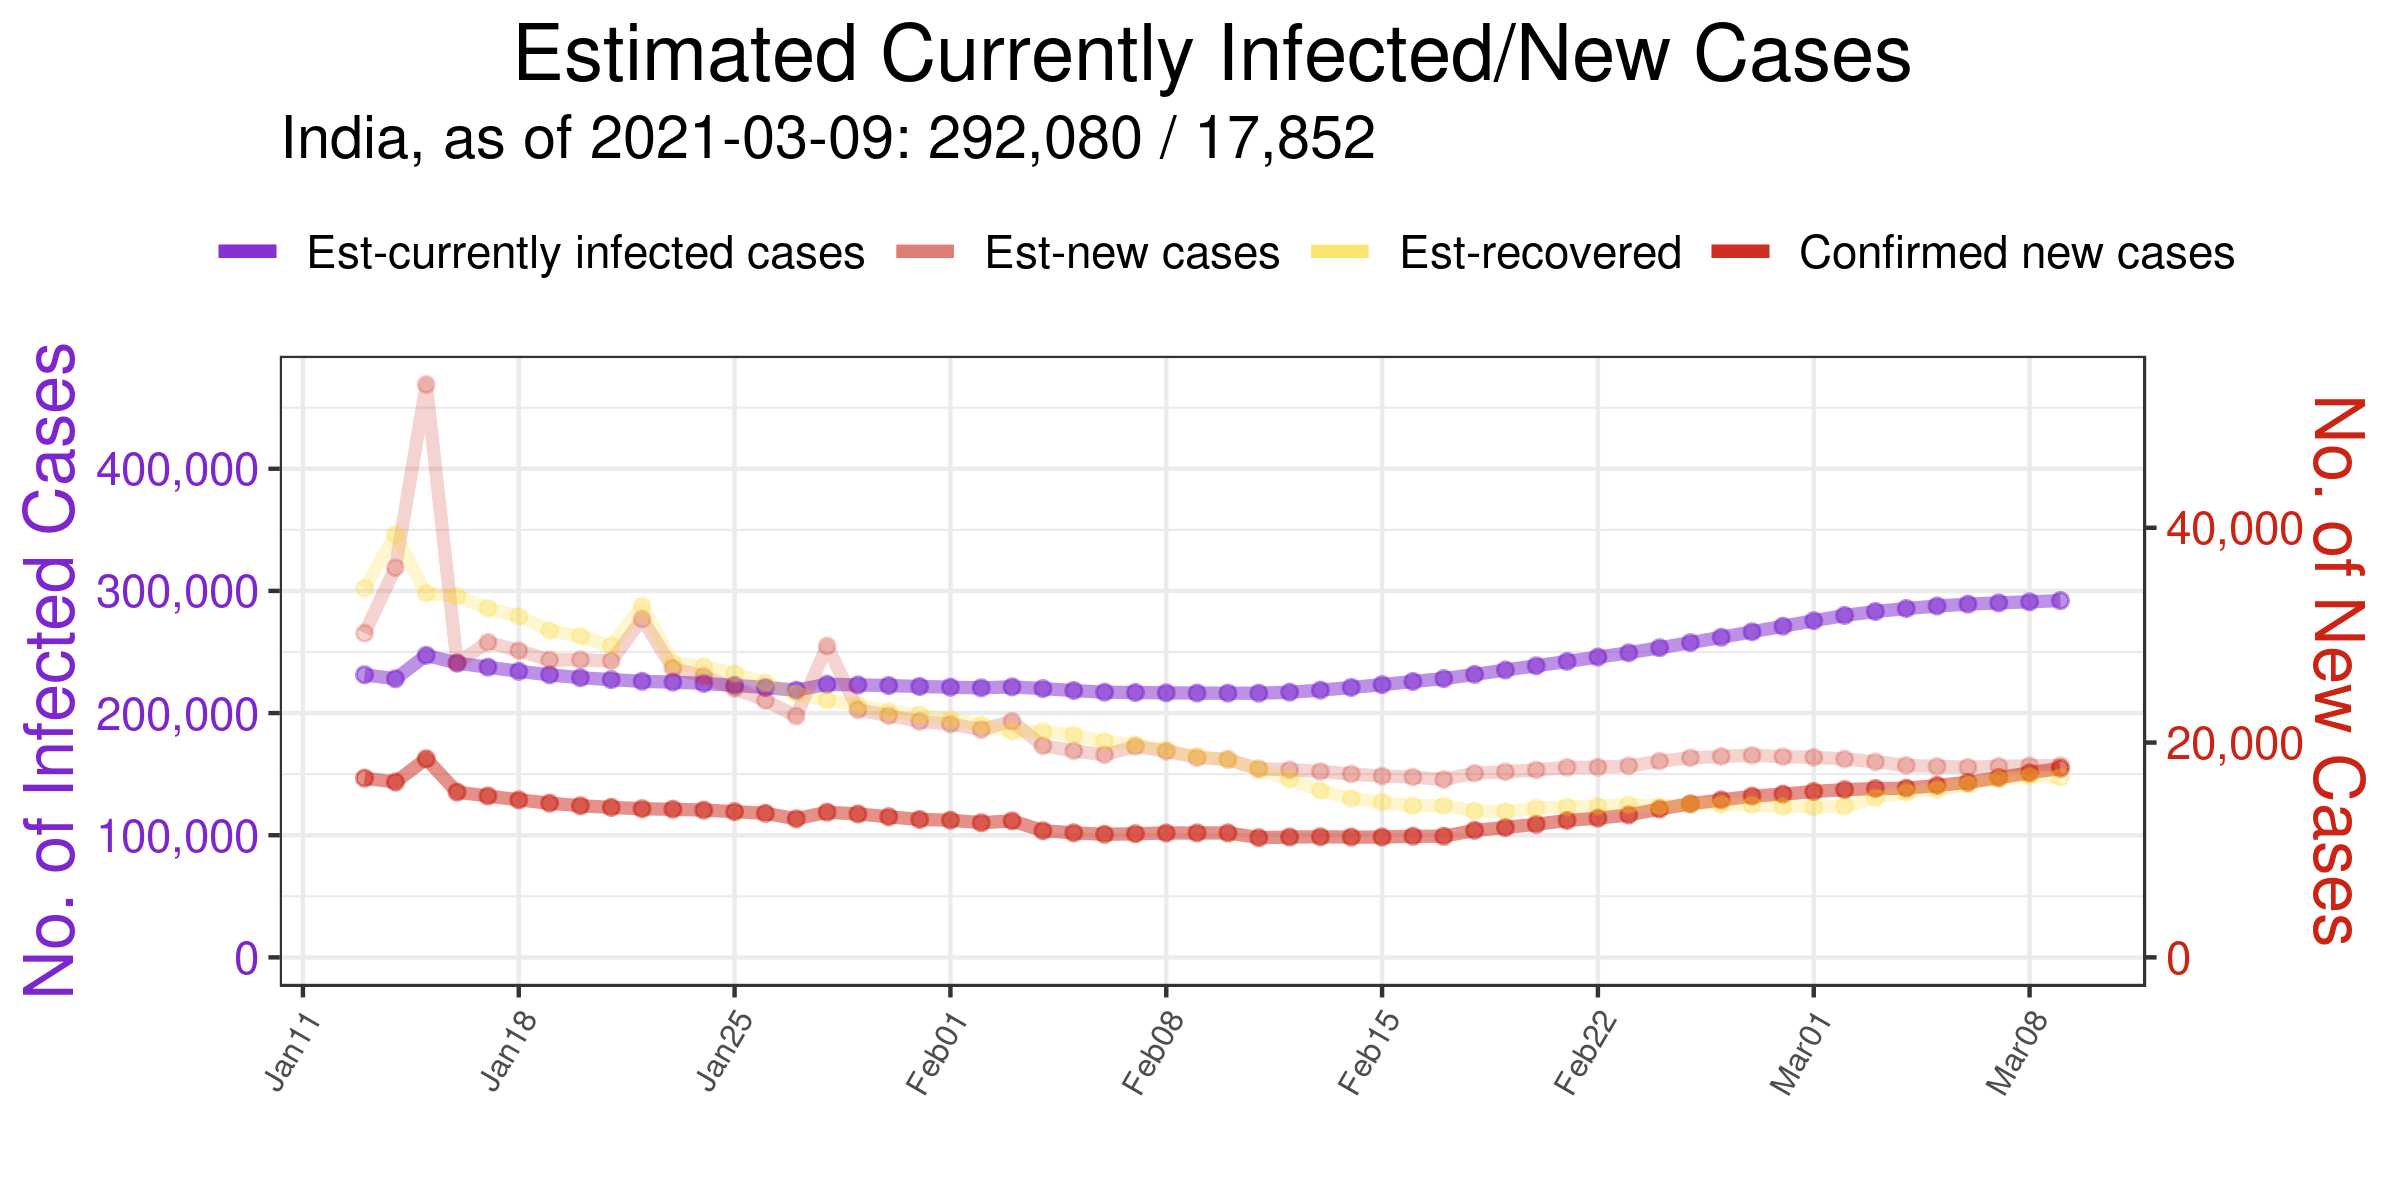 Estimated Currently Infected/New Cases
India, as of 2021-03-09: 292,080 / 17,852
Est-currently infected cases Est-new cases Est-recovered Confirmed new cases
No. of Infected Cases
400,000
300,000
200,000
100,000
0
40,000
20,000
0
No. of New Cases
Jan11 Jan18 Jan25 Feb01 Feb08 Feb15 Feb22 Mar01 Mar08